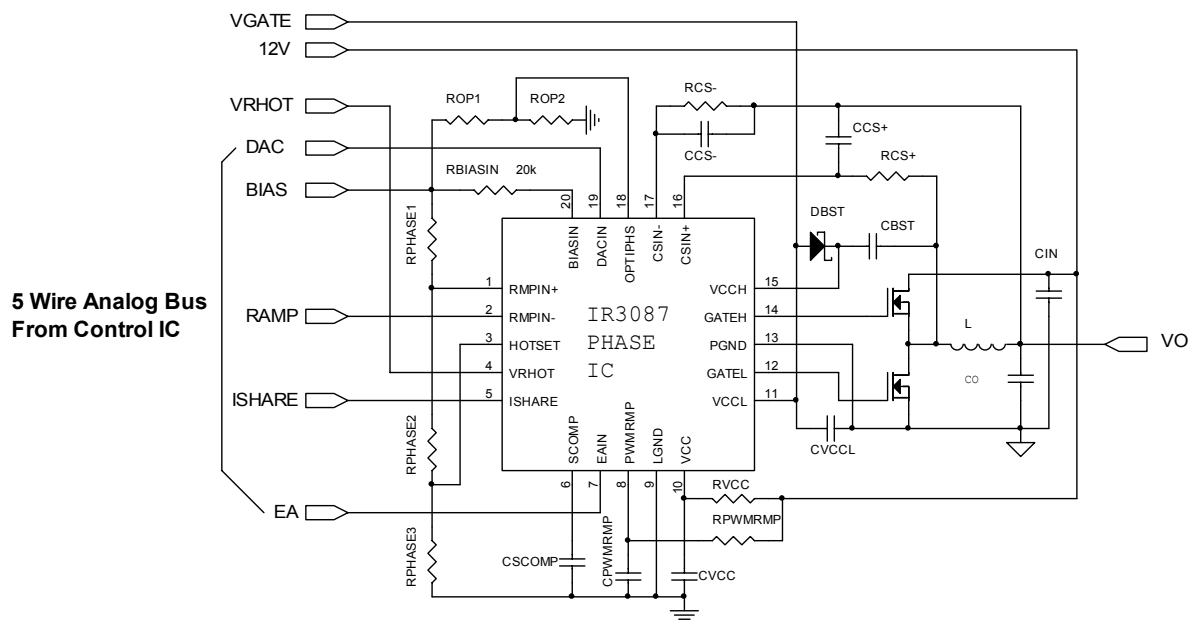 VGATE
12V
VRHOT
DAC
BIAS
RAMP
ISHARE
EA
5 Wire Analog Bus
From Control IC
ROP1
ROP2
RBIASIN 20k
RPHASE1
RPHASE2
RPHASE3
RCS-
CCS-
CCS+
RCS+
DBST
CBST
CIN
20
19
18
17
16
BIASIN
DACIN
OPTIPHS
CSIN-
CSIN+
1
RMPIN+
2
RMPIN-
3
HOTSET
4
VRHOT
5
ISHARE
IR3087
PHASE
IC
VCCH
15
GATEH
14
PGND
13
GATEL
12
VCCL
11
SCOMP
EAIN
PWMRMP
LGND
VCC
6
7
8
9
10
L
CO
VO
CVCCL
RVCC
RPWMRMP
CSCOMP
CPWMRMP
CVCC